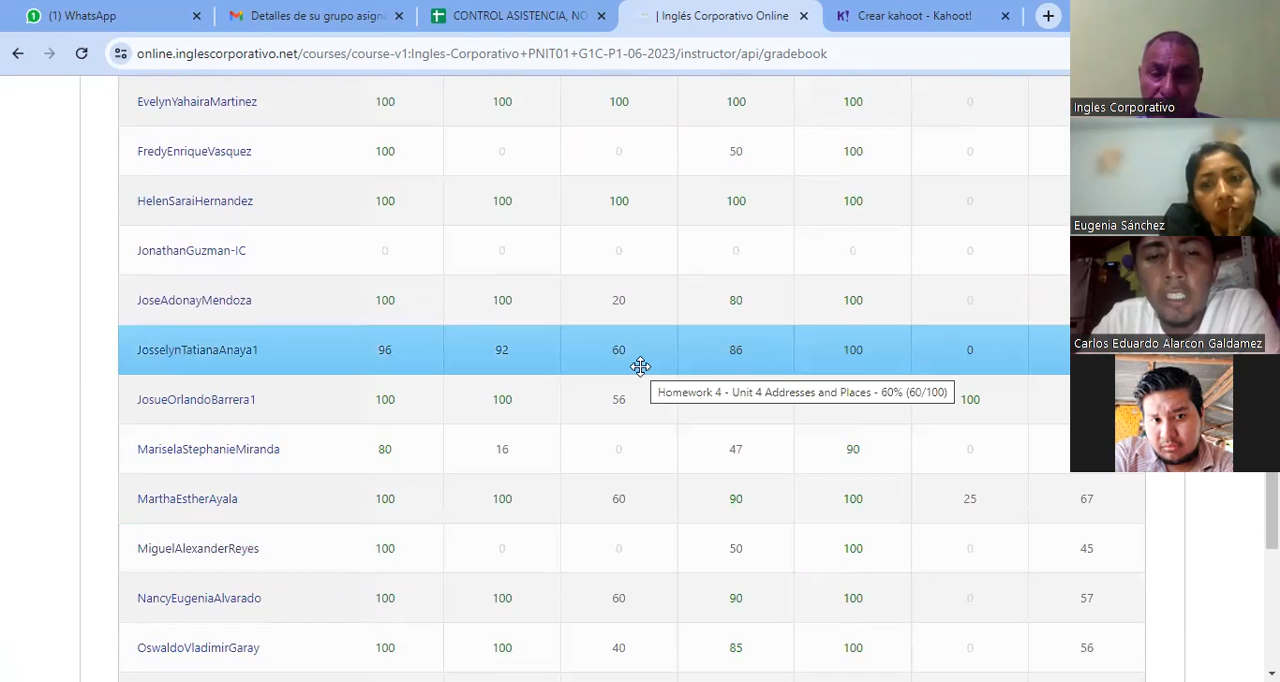 (1) WhatsApp
Detalles de su grupo asigna
CONTROL ASISTENCIA, NO
| Inglés Corporativo Online
K! Crear kahoot - Kahoot!
online.inglescorporativo.net/courses/course-v1:Ingles-Corporativo+PNIT01+G1C-P1-06-2023/instructor/api/gradebook
EvelynYahairaMartinez 100 100 100 100 100 0
FredyEnriqueVasquez 100 0 0 50 100 0
HelenSaraiHernandez 100 100 100 100 100 0
JonathanGuzman-IC 0 0 0 0 0 0
JoseAdonayMendoza 100 100 20 80 100 0
JosselynTatianaAnaya1 60 86 100 0
Homework 4 - Unit 4 Addresses and Places - 60% (60/100)
JosueOrlandoBarrera1 100 100 56 100
MariselaStephanieMiranda 80 0 47 90 0
MarthaEstherAyala 100 100 60 90 100 25 67
MiguelAlexanderReyes 100 0 0 50 100 0 45
NancyEugeniaAlvarado 100 100 60 90 100 0 57
OswaldoVladimirGaray 100 100 40 85 100 0 56
Ingles Corporativo
Eugenia Sánchez
Carlos Eduardo Alarcon Galdamez